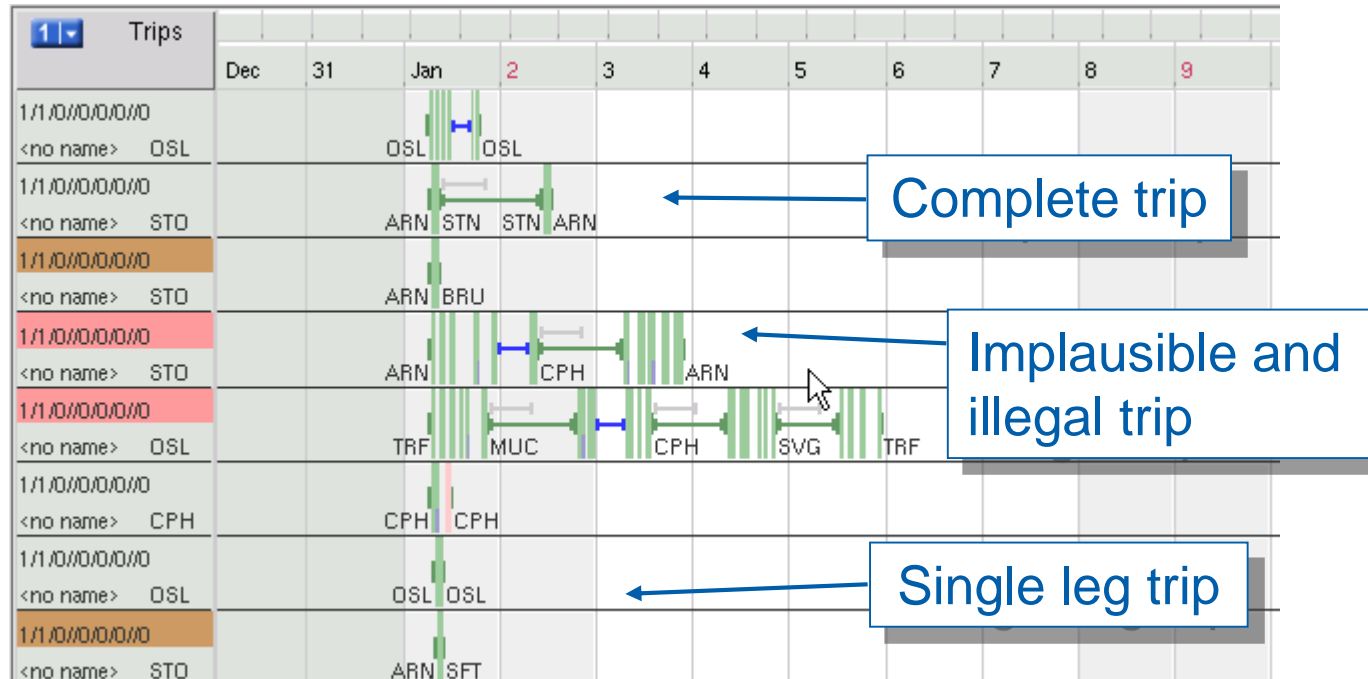 1 Trips
Dec 31 Jan 2 3 4 5 6 7 8 9
1/1/0//0/0/0//0
<no name> OSL OSL OSL
1/1/0//0/0/0//0
<no name> STO ARN STN STN ARN
Complete trip
1/1/0//0/0/0//0
<no name> STO ARN BRU
1/1/0//0/0/0//0
<no name> STO ARN CPH ARN
Implausible and
illegal trip
1/1/0//0/0/0//0
<no name> OSL TRF MUC CPH SVG TRF
1/1/0//0/0/0//0
<no name> CPH CPH CPH
1/1/0//0/0/0//0
<no name> OSL OSL OSL
Single leg trip
1/1/0//0/0/0//0
<no name> STO ARN SFT